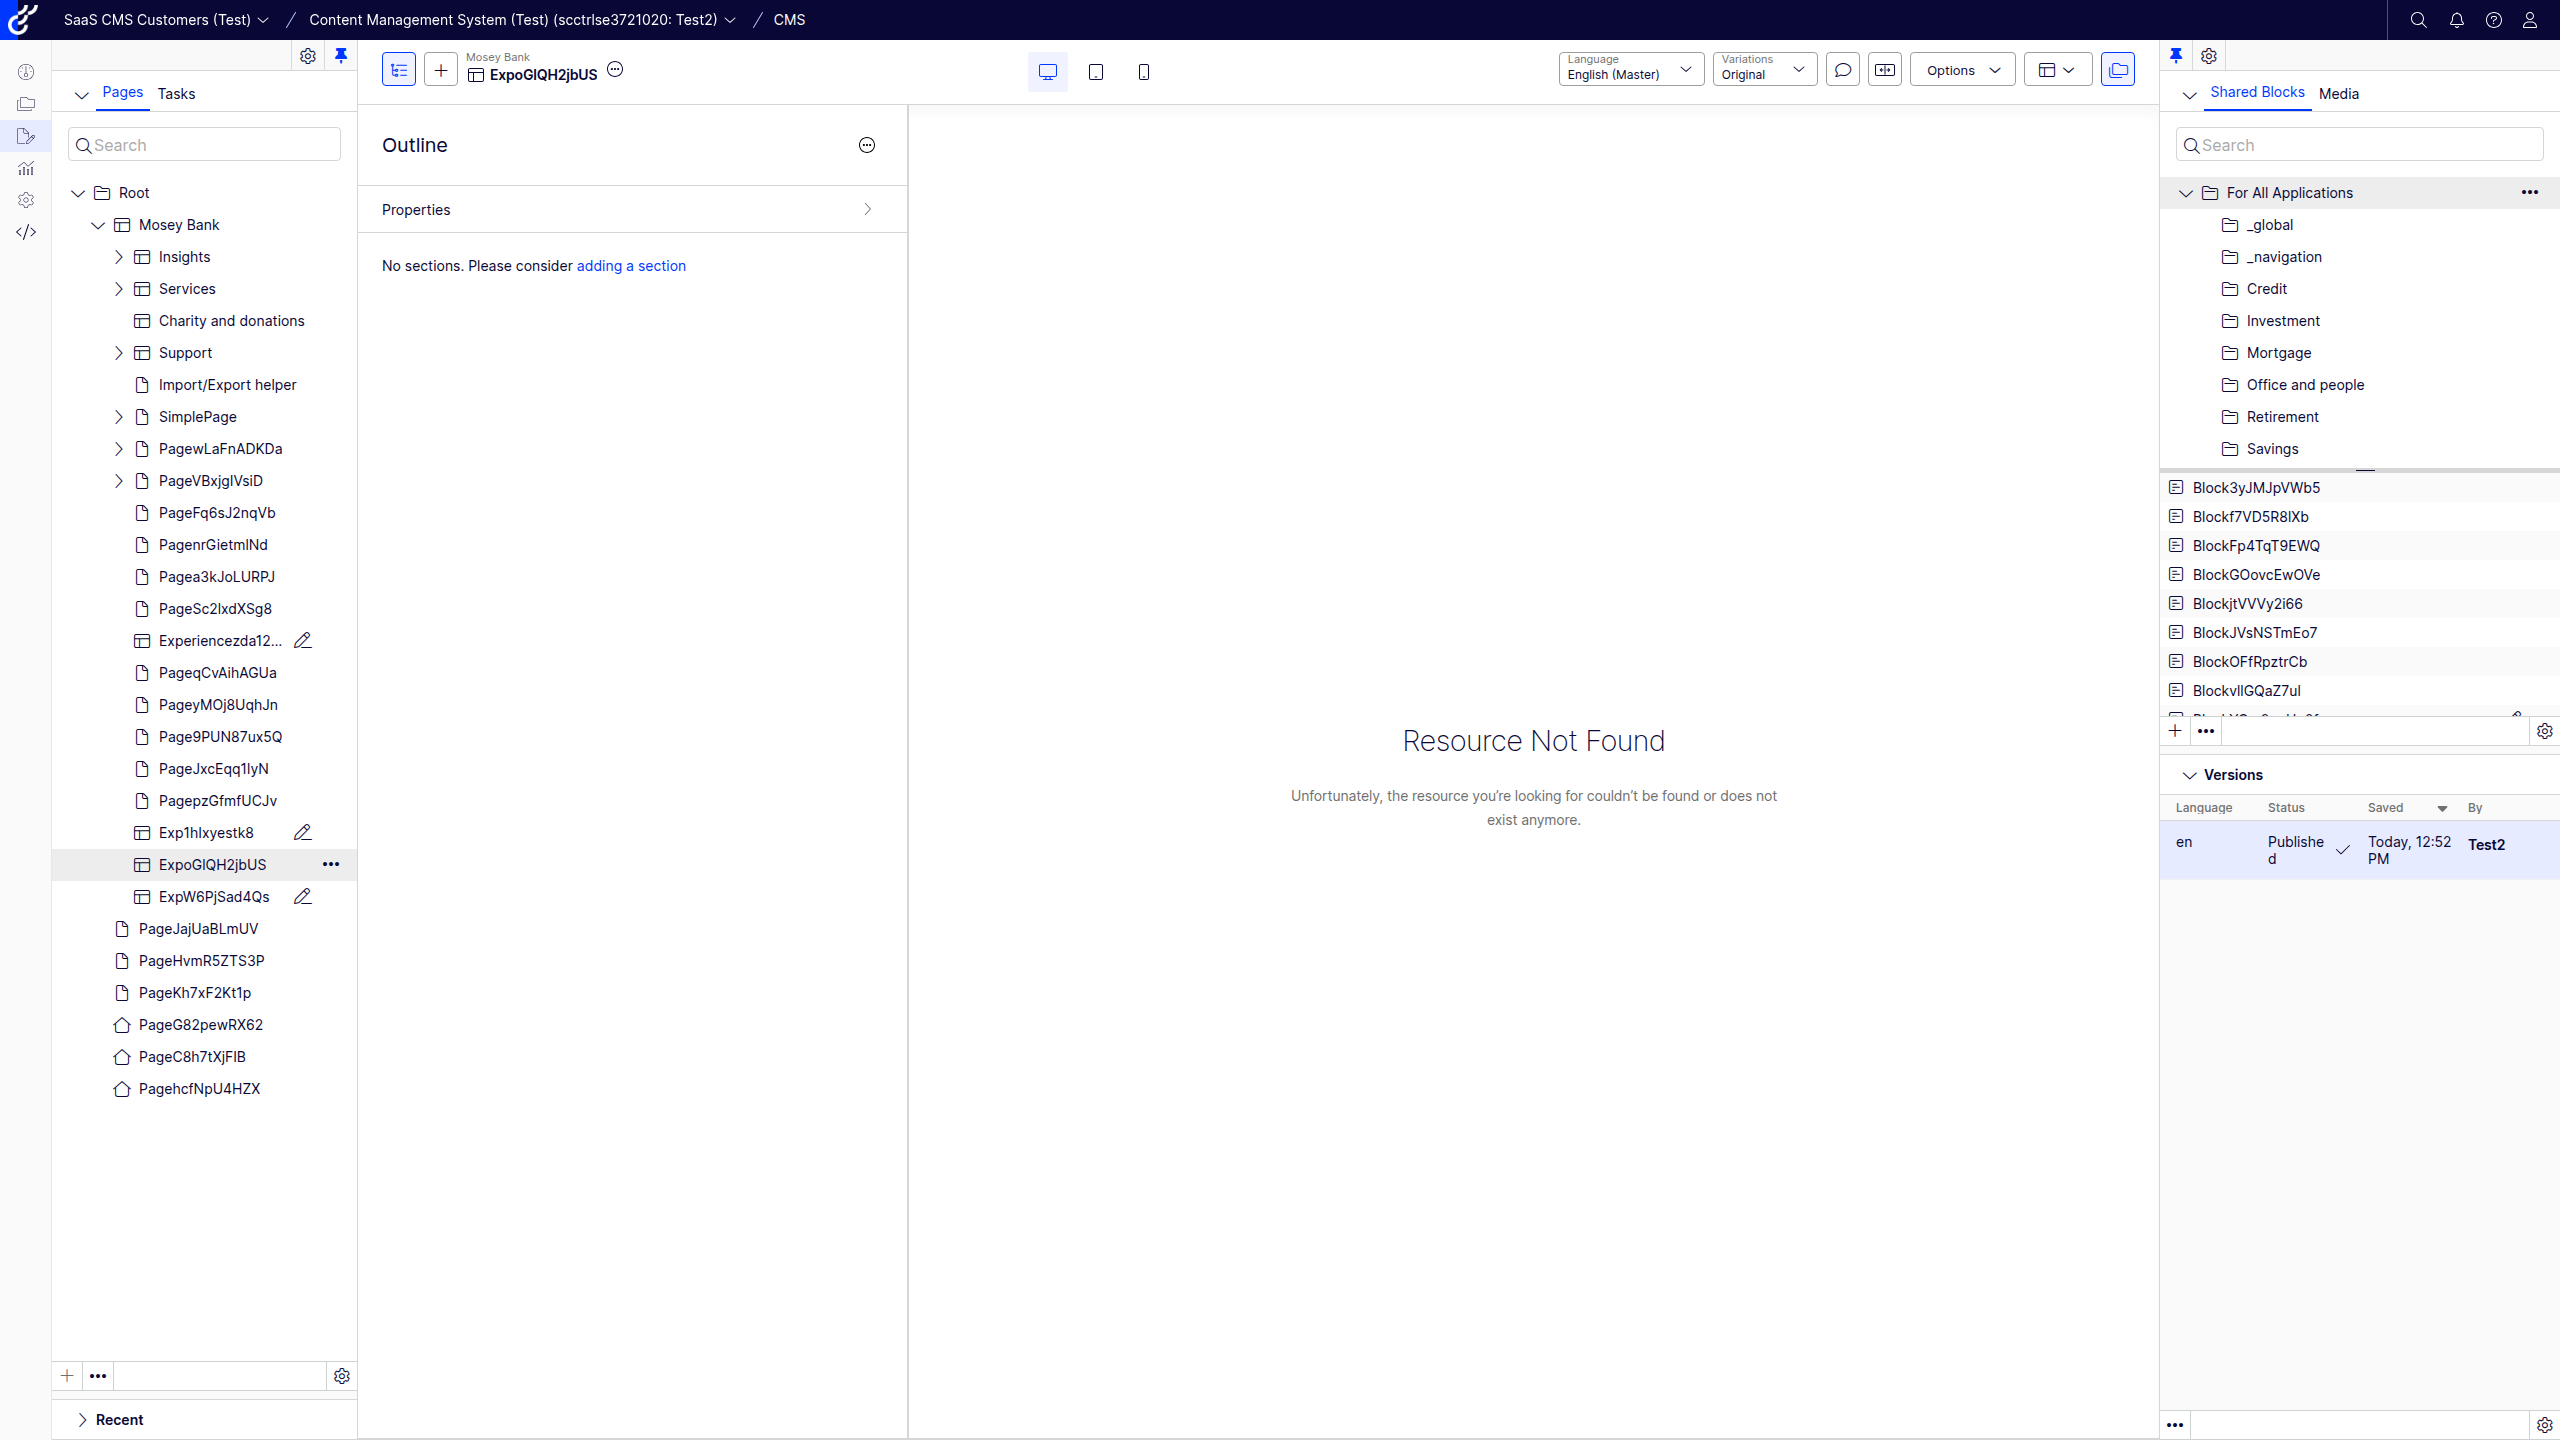 SaaS CMS Customers (Test) / Content Management System (Test) (scctrlse3721020: Test2) / CMS
Pages Tasks
Search
Root
Mosey Bank
Insights
Services
Charity and donations
Support
Import/Export helper
SimplePage
PagewLaFnADKDa
PageVBxjglVsiD
PageFq6sJ2nqVb
PagenrGietmlNd
Pagea3kJoLURPJ
PageSc2lxdXSg8
Experiencezda12...
PageqCvAihAGUa
PageyMOj8UqhJn
Page9PUN87ux5Q
PageJxcEqq1lyN
PagepzGfmfUCJv
Exp1hlxyestk8
ExpoGlQH2jbUS
ExpW6PjSad4Qs
PageJajUaBLmUV
PageHvmR5ZTS3P
PageKh7xF2Kt1p
PageG82pewRX62
PageC8h7tXjFIB
PagehcfNpU4HZX
Recent
Mosey Bank
ExpoGlQH2jbUS
Language
English (Master)
Variations
Original
Options
Outline
Properties
No sections. Please consider adding a section
Resource Not Found
Unfortunately, the resource you're looking for couldn't be found or does not
exist anymore.
Shared Blocks Media
Search
For All Applications
_global
_navigation
Credit
Investment
Mortgage
Office and people
Retirement
Savings
Block3yJMJpVWb5
Blockf7VD5R8lXb
BlockFp4TqT9EWQ
BlockGOovcEwOVe
BlockjtVVVy2i66
BlockJVsNSTmEo7
BlockOFfRpztrCb
BlockvllGQaZ7ul
Versions
Language Status Saved By
en Publishe Today, 12:52 Test2
d PM